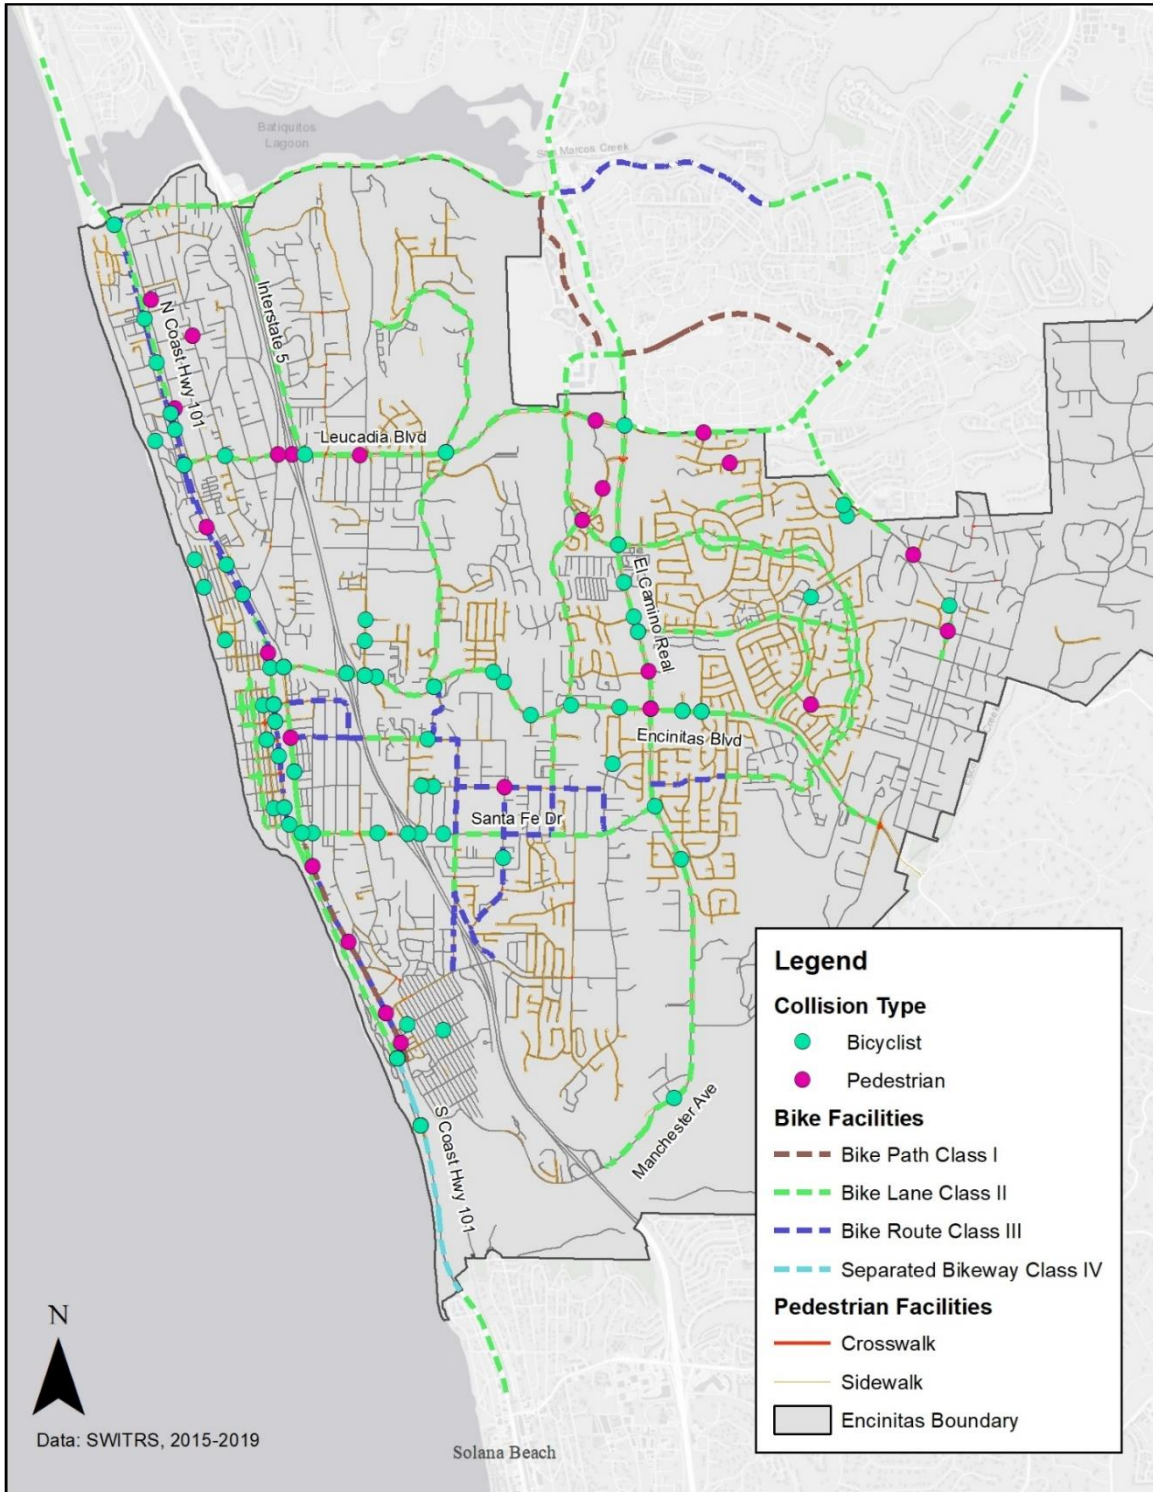 Batiquitos
Lagoon
San Marcos Creek
N Coast Hwy 101
Interstate 5
Leucadia Blvd
El Camino Real
Encinitas Blvd
Santa Fe Dr
Manchester Ave
S Coast Hwy 101
Solana Beach
N
Data: SWITRS, 2015-2019
Legend
Collision Type
Bicyclist
Pedestrian
Bike Facilities
Bike Path Class I
Bike Lane Class II
Bike Route Class III
Separated Bikeway Class IV
Pedestrian Facilities
Crosswalk
Sidewalk
Encinitas Boundary